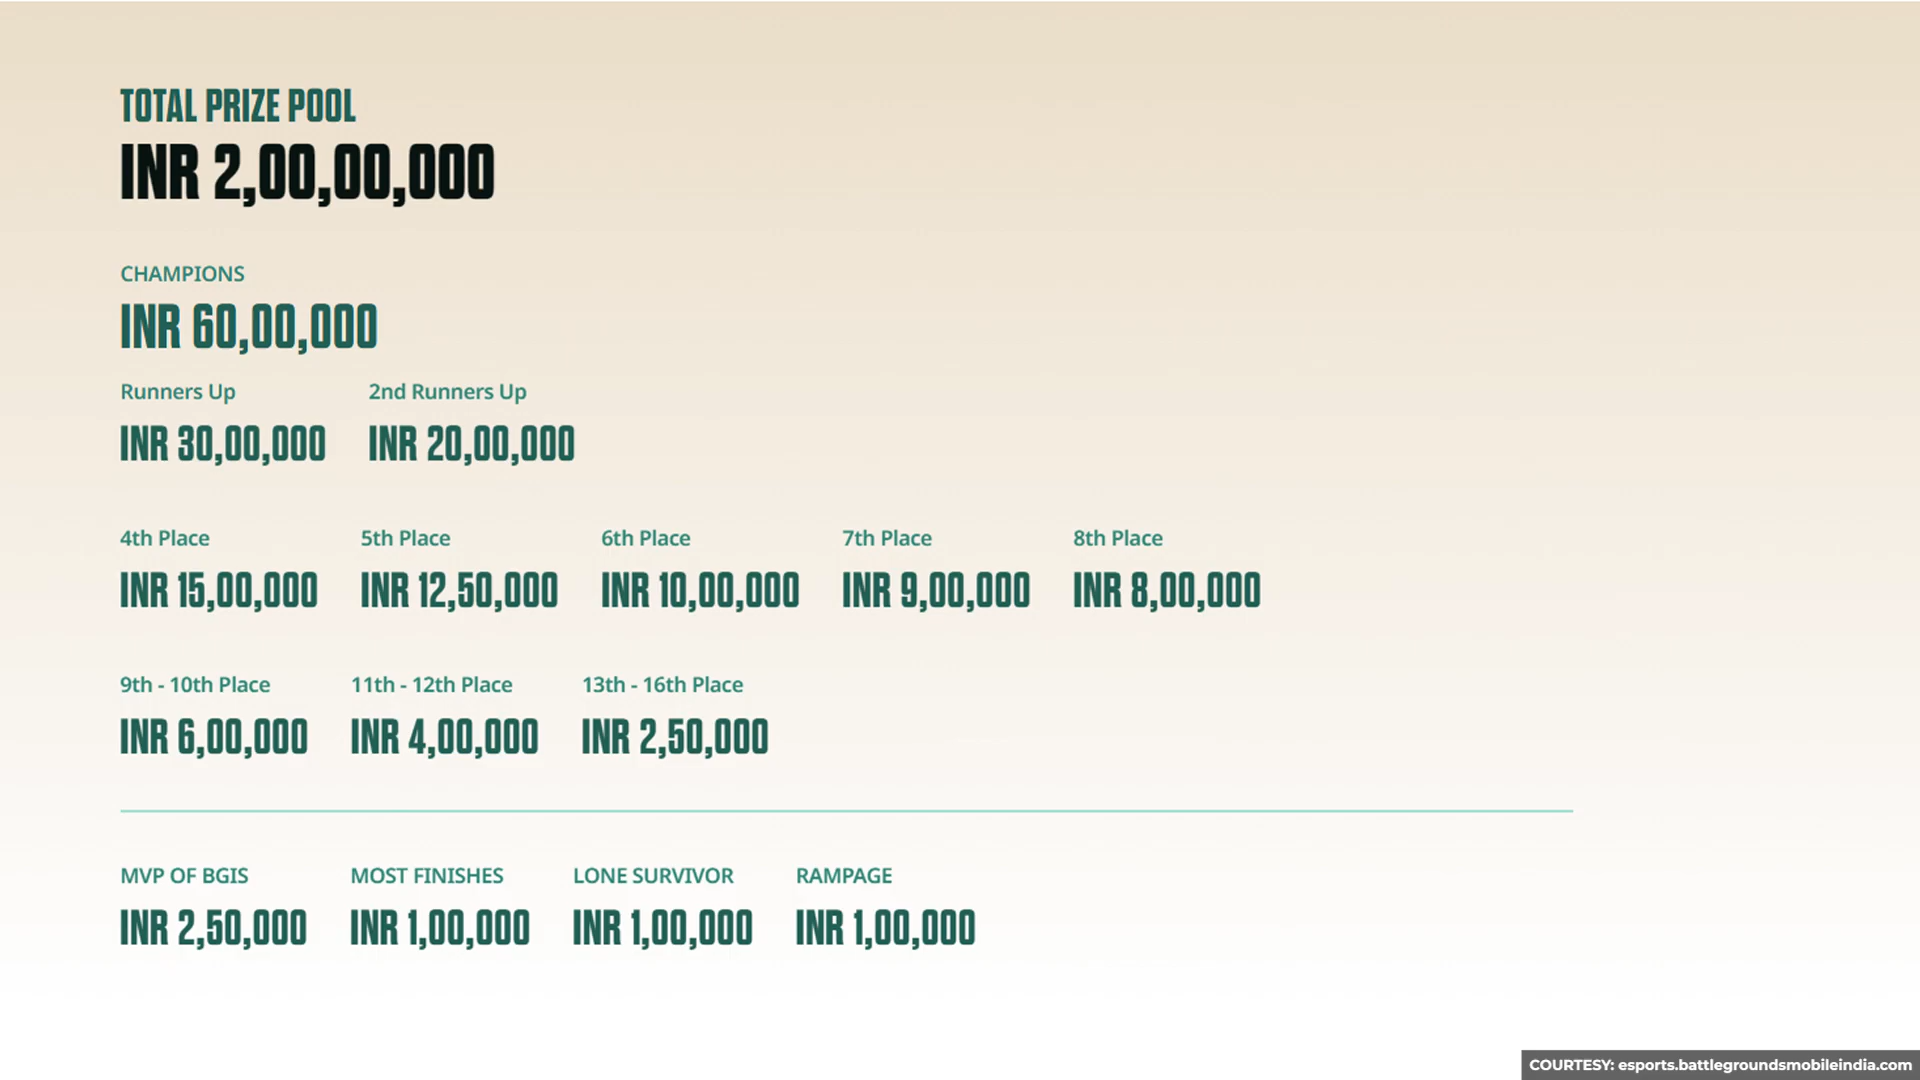 TOTAL PRIZE POOL
INR 2,00,00,000
CHAMPIONS
INR 60,00,000
Runners Up 2nd Runners Up
INR 30,00,000 INR 20,00,000
4th Place 5th Place 6th Place 7th Place 8th Place
INR 15,00,000 INR 12,50,000 INR 10,00,000 INR 9,00,000 INR 8,00,000
9th - 10th Place 11th - 12th Place 13th - 16th Place
INR 6,00,000 INR 4,00,000 INR 2,50,000
MVP OF BGIS MOST FINISHES LONE SURVIVOR RAMPAGE
INR 2,50,000 INR 1,00,000 INR 1,00,000 INR 1,00,000
COURTESY: esports.battlegroundsmobileindia.com